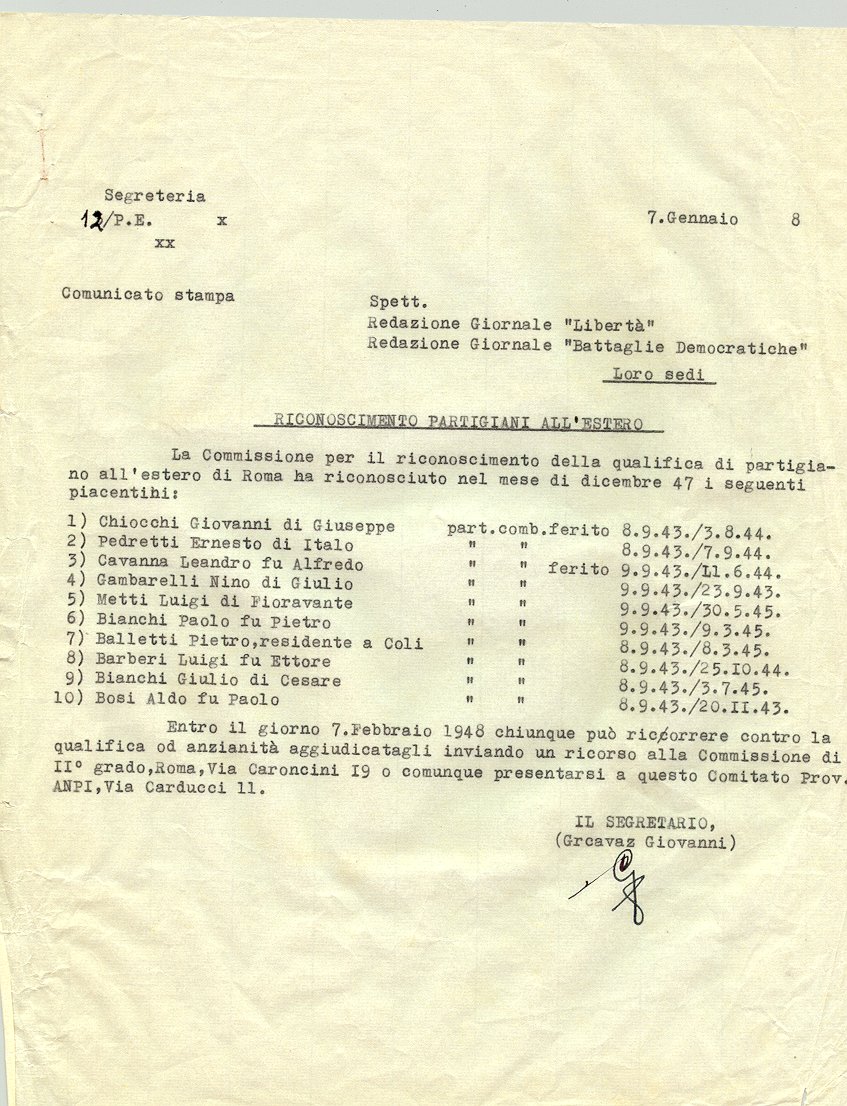 Segreteria
12/P.E. x 7.Gennaio 8
xx
Comunicato stampa
Spett.
Redazione Giornale "Libertà"
Redazione Giornale "Battaglie Democratiche"
Loro sedi
RICONOSCIMENTO PARTIGIANI ALL'ESTERO
La Commissione per il riconoscimento della qualifica di partigia-
no all'estero di Roma ha riconosciuto nel mese di dicembre 47 i seguenti
piacentini:
1) Chiocchi Giovanni di Giuseppe part.comb.ferito 8.9.43./3.8.44.
2) Pedretti Ernesto di Italo " " 8.9.43./7.9.44.
3) Cavanna Leandro fu Alfredo " " ferito 9.9.43./11.6.44.
4) Gambarelli Nino di Giulio " " 9.9.43./23.9.43.
5) Metti Luigi di Fioravante " " 9.9.43./30.5.45.
6) Bianchi Paolo fu Pietro " " 9.9.43./9.3.45.
7) Balletti Pietro,residente a Coli " " 8.9.43./8.3.45.
8) Barberi Luigi fu Ettore " " 8.9.43./25.I0.44.
9) Bianchi Giulio di Cesare " " 8.9.43./3.7.45.
10) Bosi Aldo fu Paolo " " 8.9.43./20.II.43.
Entro il giorno 7.Febbraio 1948 chiunque può ricorrere contro la
qualifica od anzianità aggiudicatagli inviando un ricorso alla Commissione di
II° grado,Roma,Via Caroncini I9 o comunque presentarsi a questo Comitato Prov.
ANPI,Via Carducci 11.
IL SEGRETARIO,
(Grcavaz Giovanni)